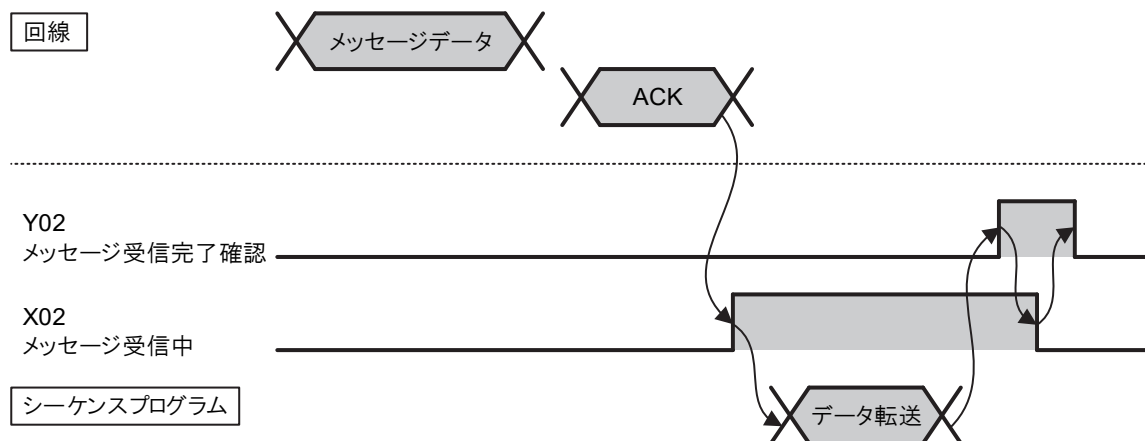 回線
メッセージデータ
ACK
Y02
メッセージ受信完了確認
X02
メッセージ受信中
シーケンスプログラム
データ転送